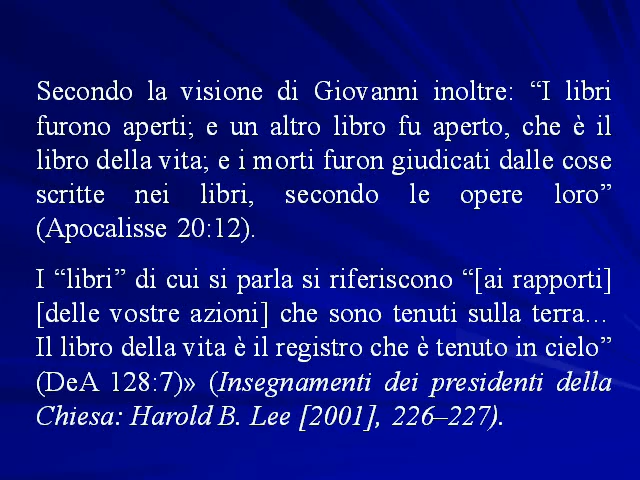 Secondo la visione di Giovanni inoltre: “I libri
furono aperti; e un altro libro fu aperto, che è il
libro della vita; e i morti furon giudicati dalle cose
scritte nei libri, secondo le opere loro”
(Apocalisse 20:12).
I “libri” di cui si parla si riferiscono “[ai rapporti]
[delle vostre azioni] che sono tenuti sulla terra…
Il libro della vita è il registro che è tenuto in cielo”
(DeA 128:7)» (Insegnamenti dei presidenti della
Chiesa: Harold B. Lee [2001], 226–227).